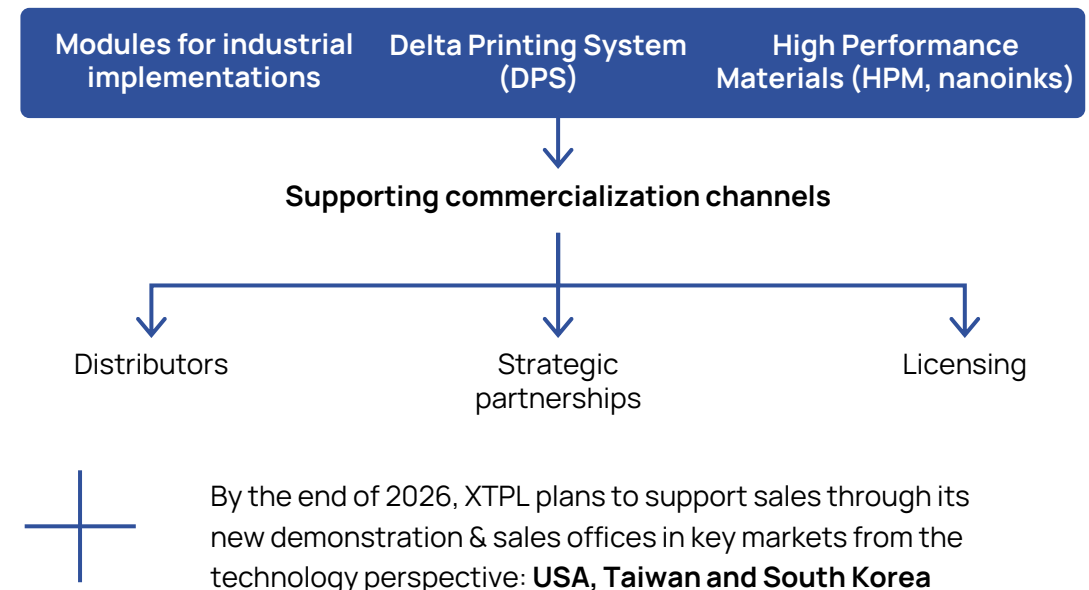 Modules for industrial
implementations
Delta Printing System
(DPS)
High Performance
Materials (HPM, nanoinks)
Supporting commercialization channels
Distributors
Strategic
partnerships
Licensing
By the end of 2026, XTPL plans to support sales through its
new demonstration & sales offices in key markets from the
technology perspective: USA, Taiwan and South Korea